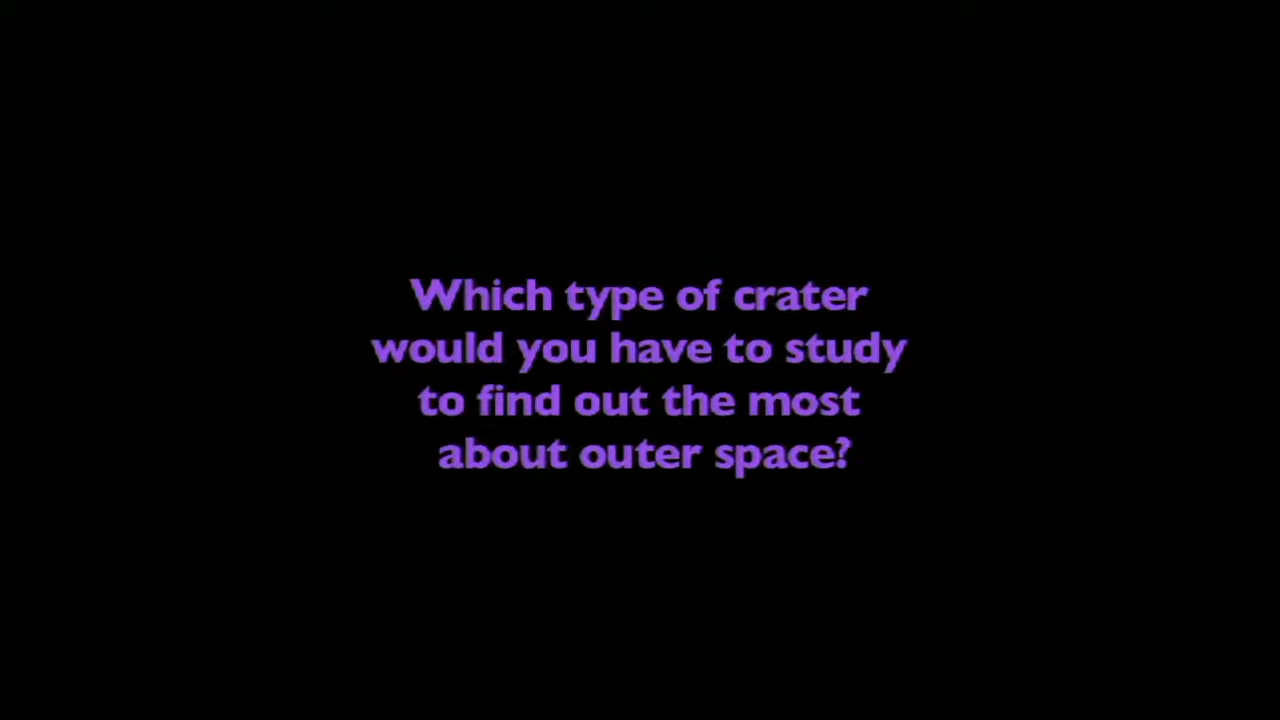 Which type of crater
would you have to study
to find out the most
about outer space?